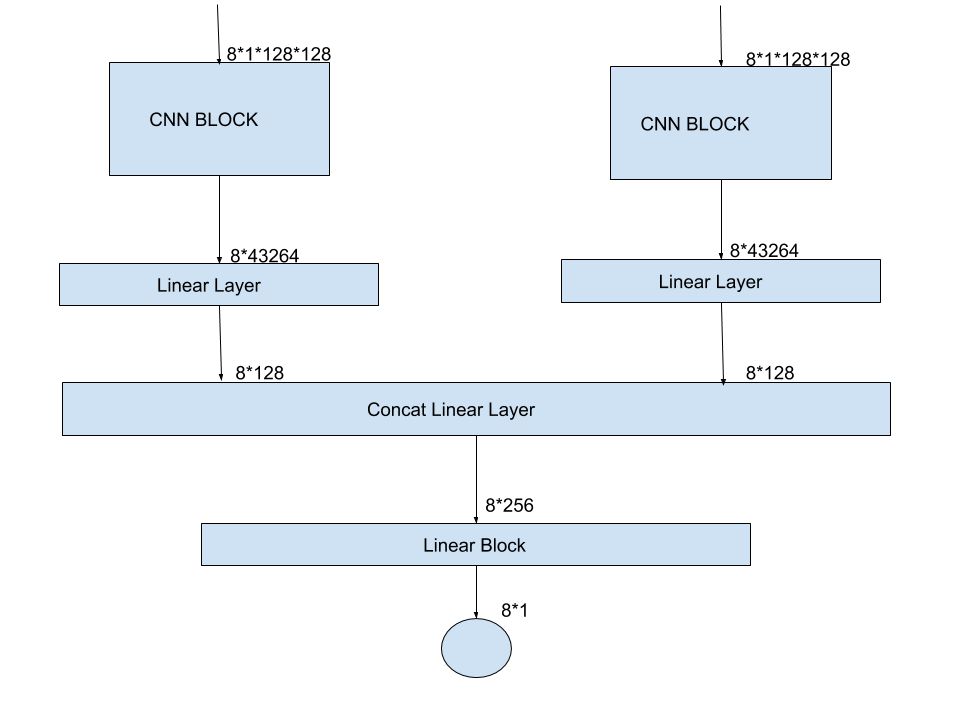 8*1*128*128
8*1*128*128
CNN BLOCK
CNN BLOCK
8*43264
8*43264
Linear Layer
Linear Layer
8*128
8*128
Concat Linear Layer
8*256
Linear Block
8*1